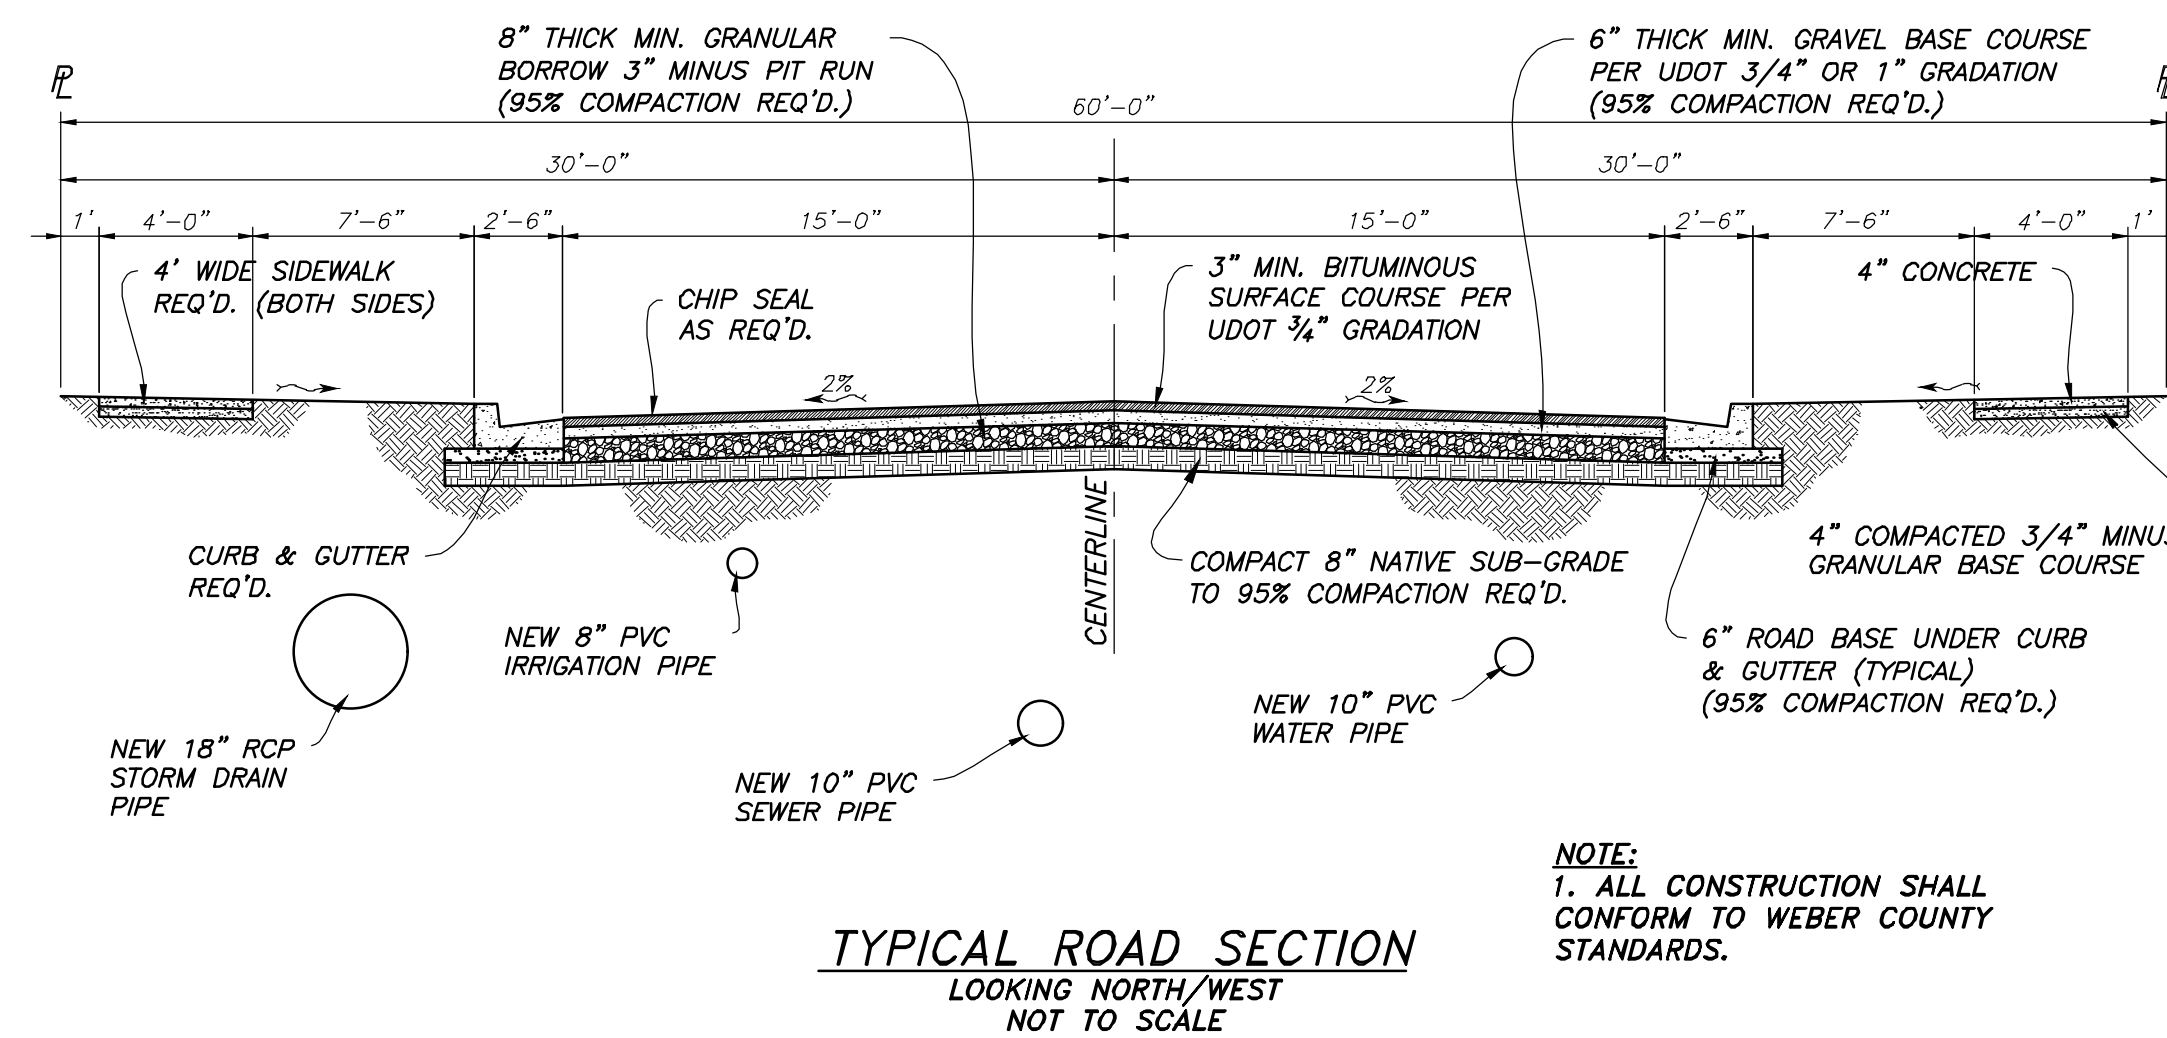 8" THICK MIN. GRANULAR
BORROW 3" MINUS PIT RUN
(95% COMPACTION REQ'D.)
6" THICK MIN. GRAVEL BASE COURSE
PER UDOT 3/4" OR 1" GRADATION
(95% COMPACTION REQ'D.)
PL
60'-0"
30'-0"
30'-0"
1'
4'-0"
7'-6"
2'-6"
15'-0"
15'-0"
2'-6"
7'-6"
4'-0"
1'
4' WIDE SIDEWALK
REQ'D. (BOTH SIDES)
CHIP SEAL
AS REQ'D.
3" MIN. BITUMINOUS
SURFACE COURSE PER
UDOT ¾" GRADATION
4" CONCRETE
2%
2%
CURB & GUTTER
REQ'D.
CENTERLINE
COMPACT 8" NATIVE SUB-GRADE
TO 95% COMPACTION REQ'D.
4" COMPACTED 3/4" MINUS
GRANULAR BASE COURSE
NEW 8" PVC
IRRIGATION PIPE
6" ROAD BASE UNDER CURB
& GUTTER (TYPICAL)
(95% COMPACTION REQ'D.)
NEW 10" PVC
WATER PIPE
NEW 18" RCP
STORM DRAIN
PIPE
NEW 10" PVC
SEWER PIPE
NOTE:
1. ALL CONSTRUCTION SHALL
CONFORM TO WEBER COUNTY
STANDARDS.
TYPICAL ROAD SECTION
LOOKING NORTH/WEST
NOT TO SCALE